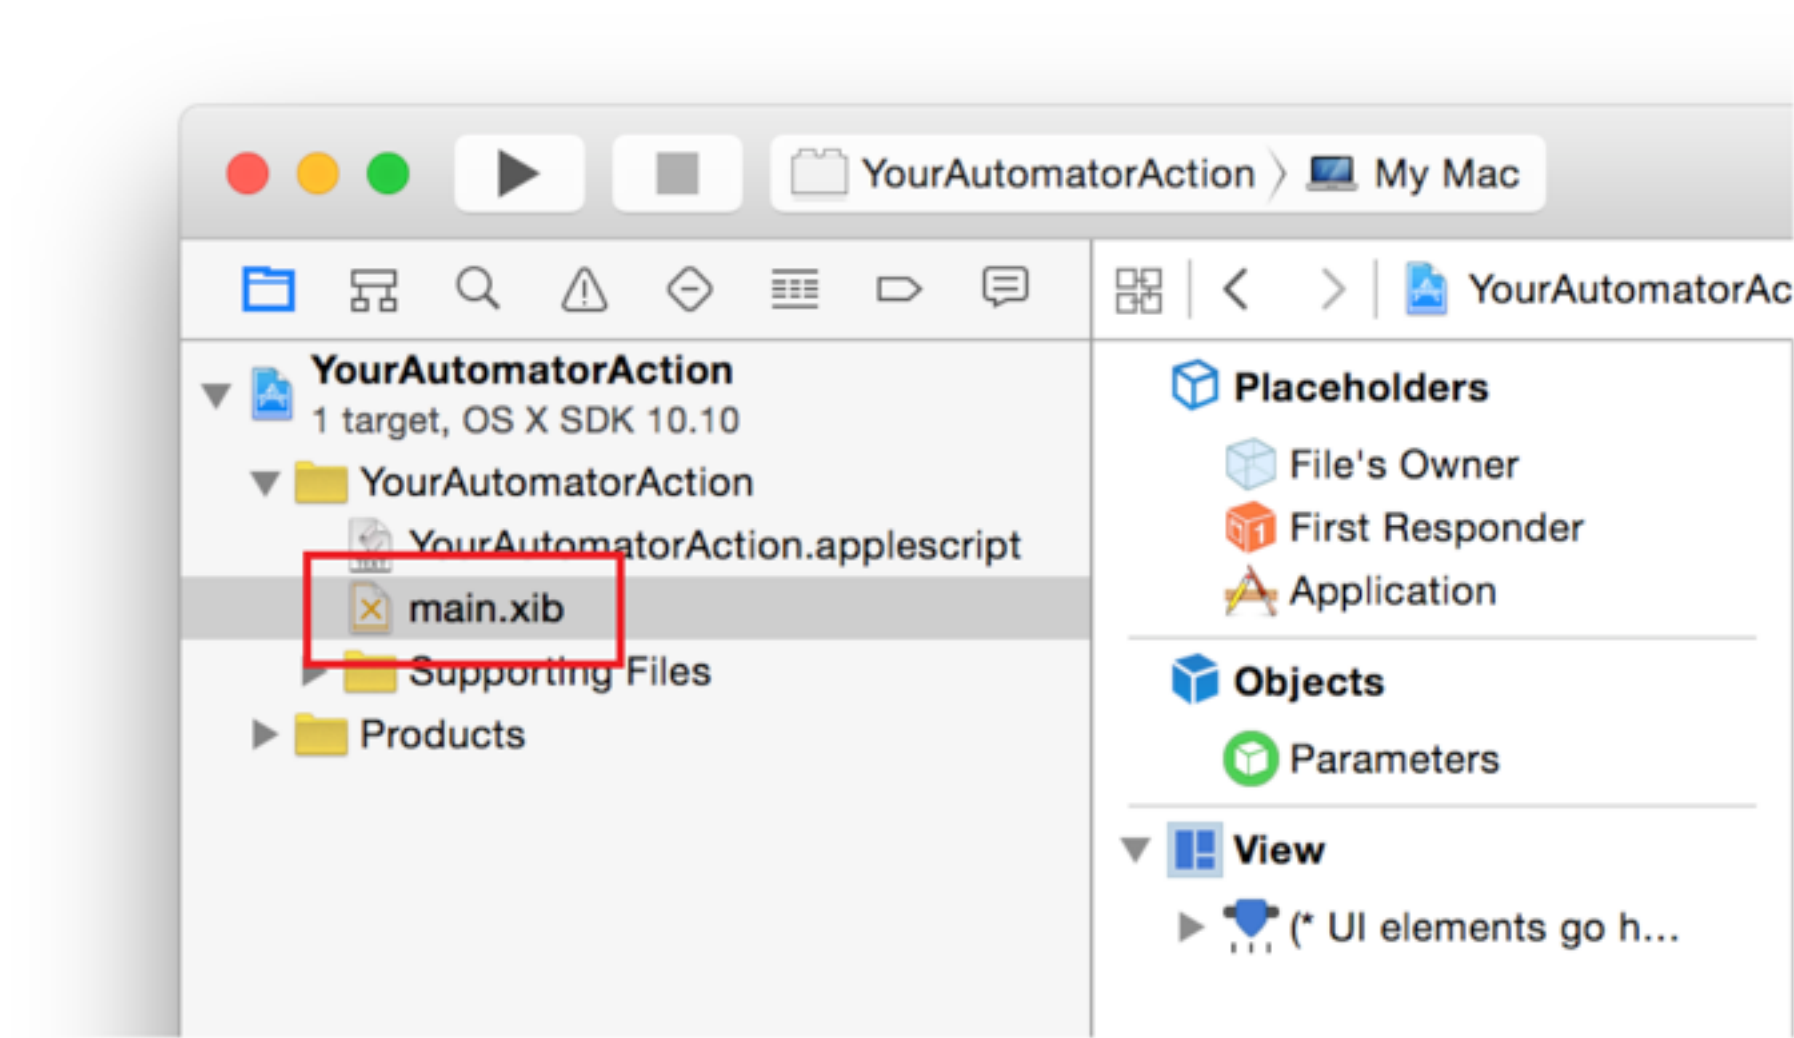 YourAutomatorAction
My Mac
YourAutomatorAc
YourAutomatorAction
1 target, OS X SDK 10.10
YourAutomatorAction
YourAutomatorAction.applescript
main.xib
Supporting Files
Products
Placeholders
File's Owner
First Responder
Application
Objects
Parameters
View
(* UI elements go h...